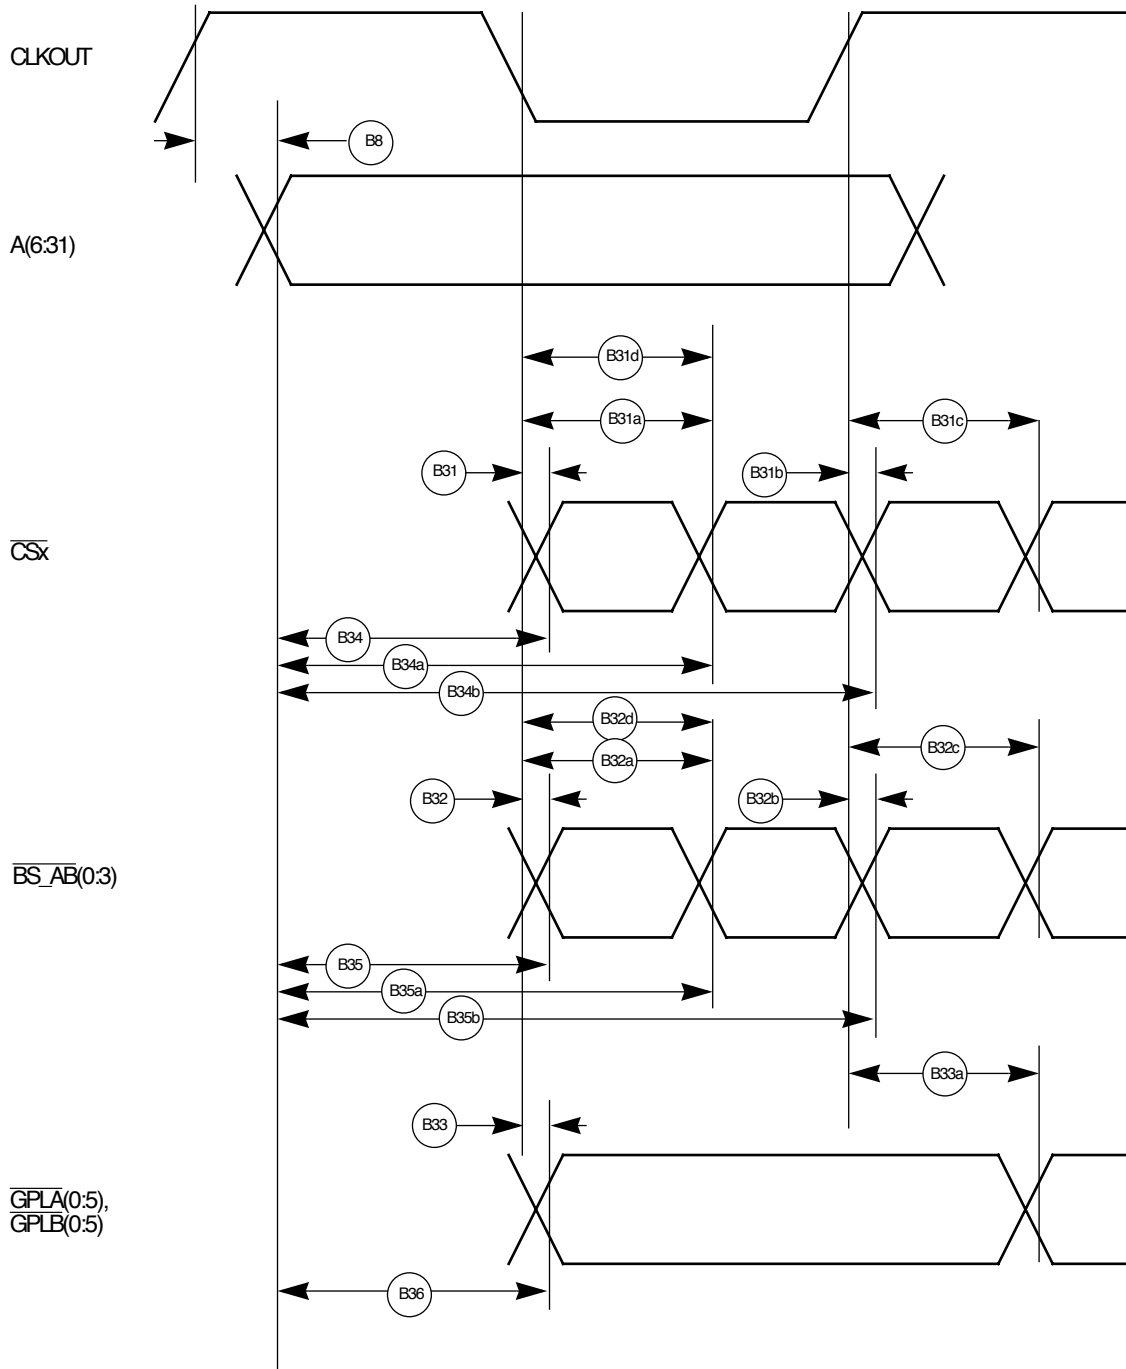 CLKOUT
B8
A(6:31)
B31d
B31a
B31c
B31
B31b
CSx
B34
B34a
B34b
B32d
B32a
B32c
B32
B32b
BS_AB(0:3)
B35
B35a
B35b
B33a
B33
GPLA(0:5),
GPLB(0:5)
B36